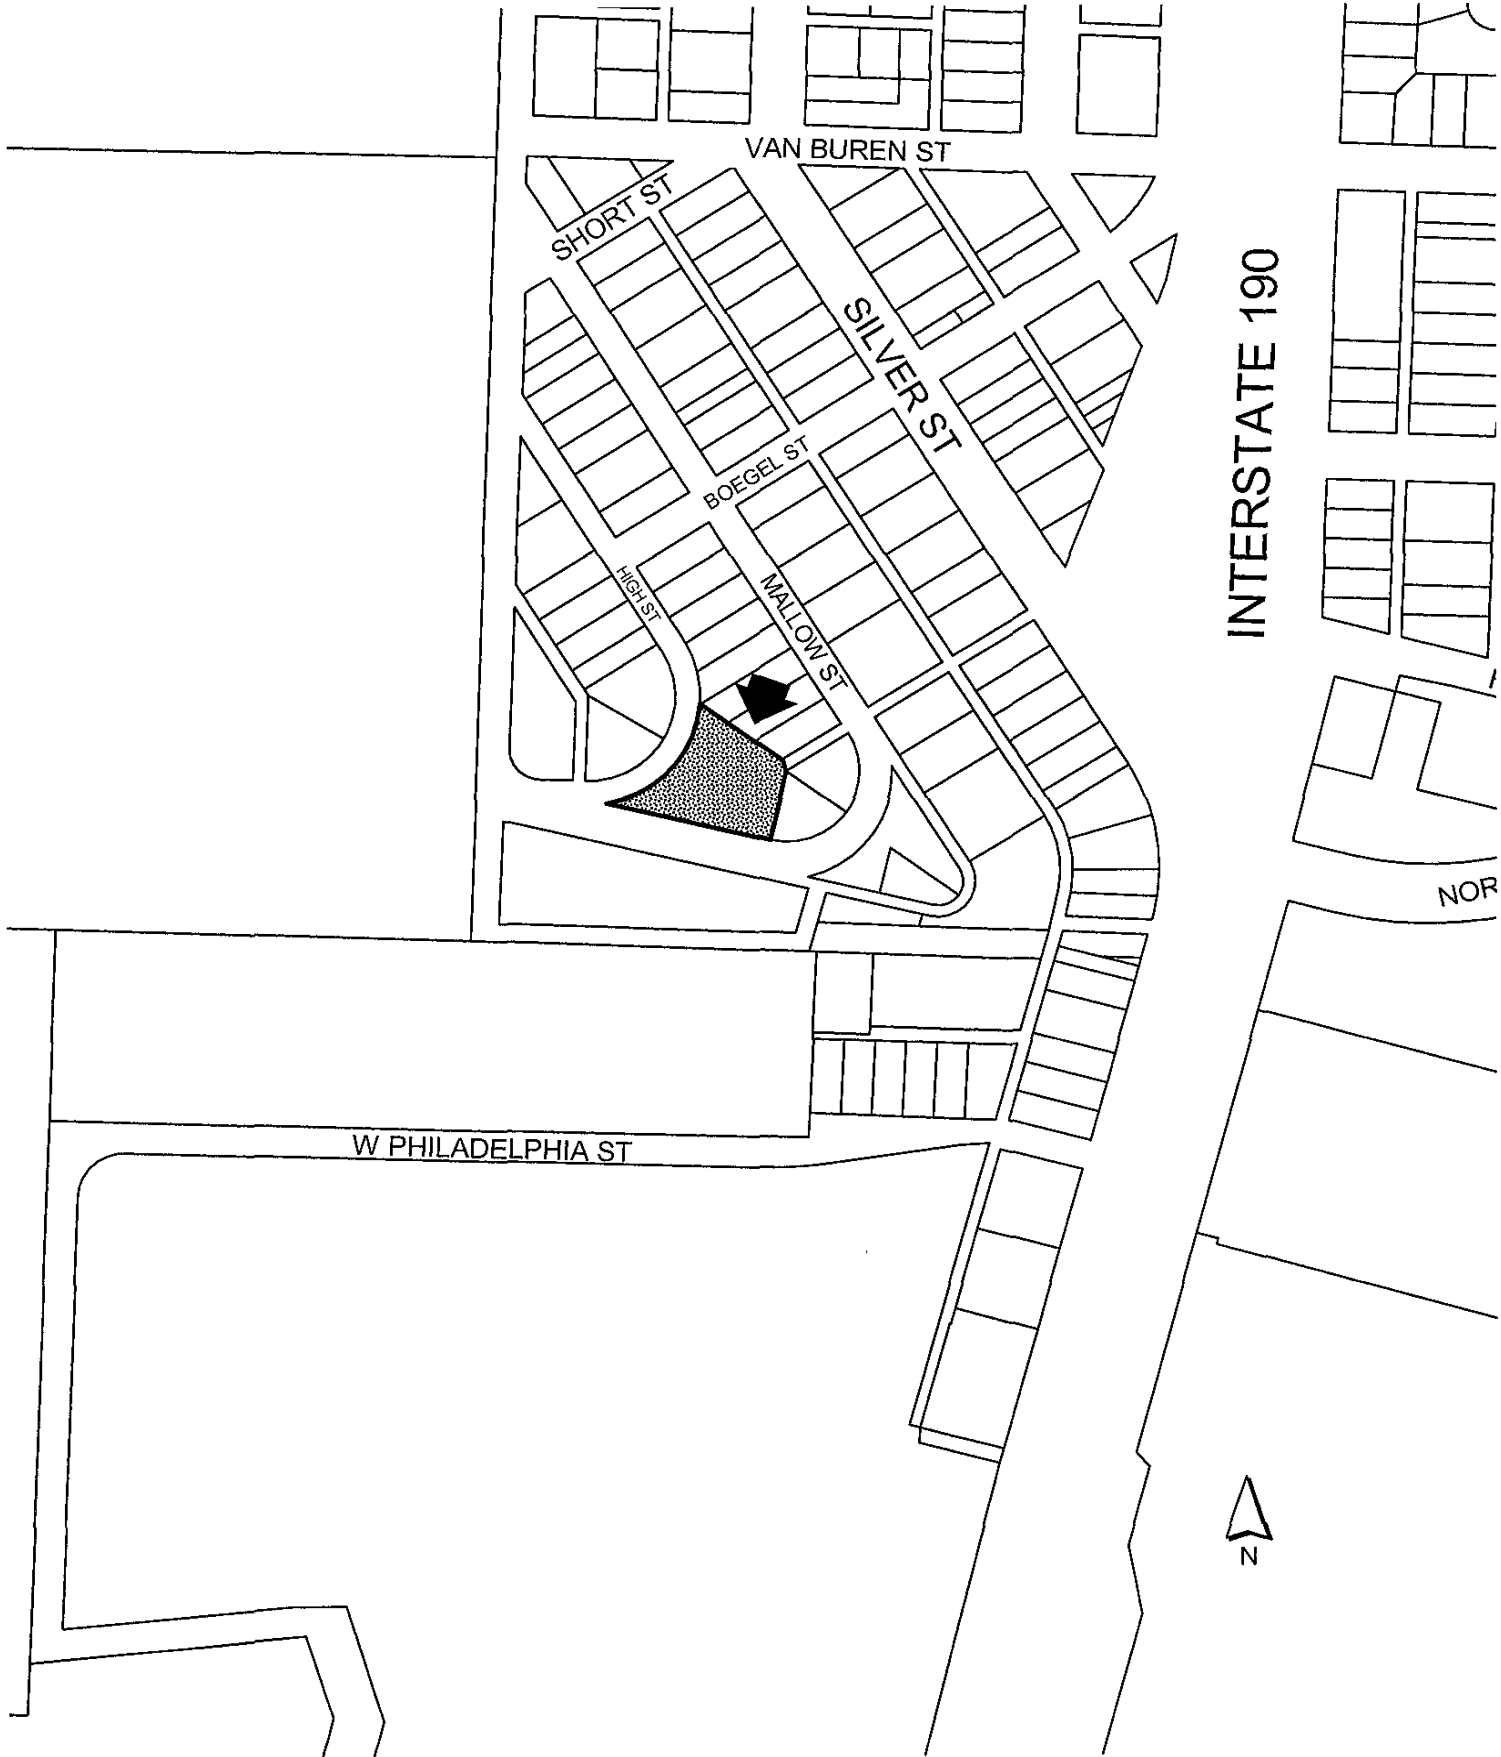 VAN BUREN ST
SHORT ST
SILVER ST
INTERSTATE 190
BOEGEL ST
HIGH ST
MALLOW ST
NOR
W PHILADELPHIA ST
N